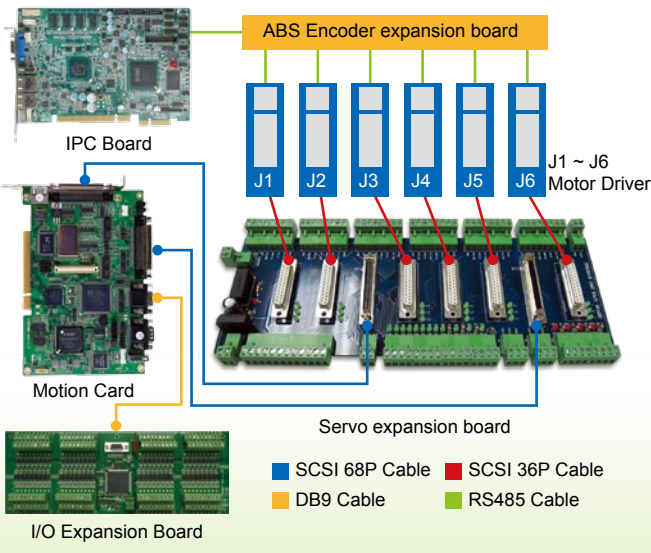 ABS Encoder expansion board
IPC Board
J1 J2 J3 J4 J5 J6
J1 ~ J6
Motor Driver
Motion Card
Servo expansion board
SCSI 68P Cable
SCSI 36P Cable
DB9 Cable
RS485 Cable
I/O Expansion Board